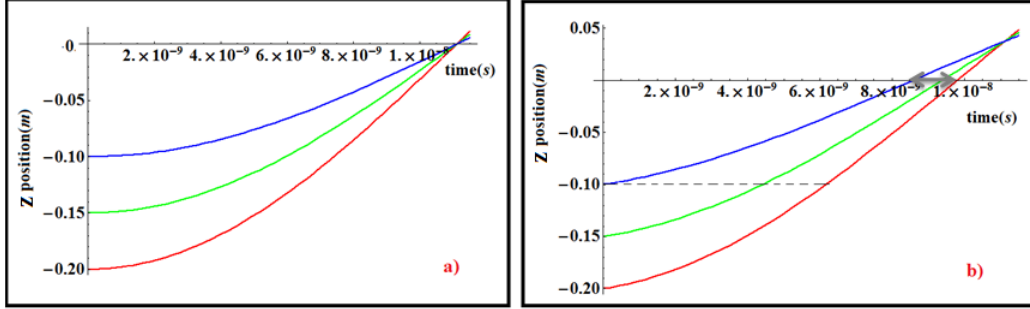 0.
2.×10⁻⁹ 4.×10⁻⁹ 6.×10⁻⁹ 8.×10⁻⁹ 1.×10⁻⁸
time(s)
−0.05
−0.10
−0.15
−0.20
Z position(m)
a)
0.05
2.×10⁻⁹ 4.×10⁻⁹ 6.×10⁻⁹ 8.×10⁻⁹ 1.×10⁻⁸
time(s)
−0.05
−0.10
−0.15
−0.20
Z position(m)
b)